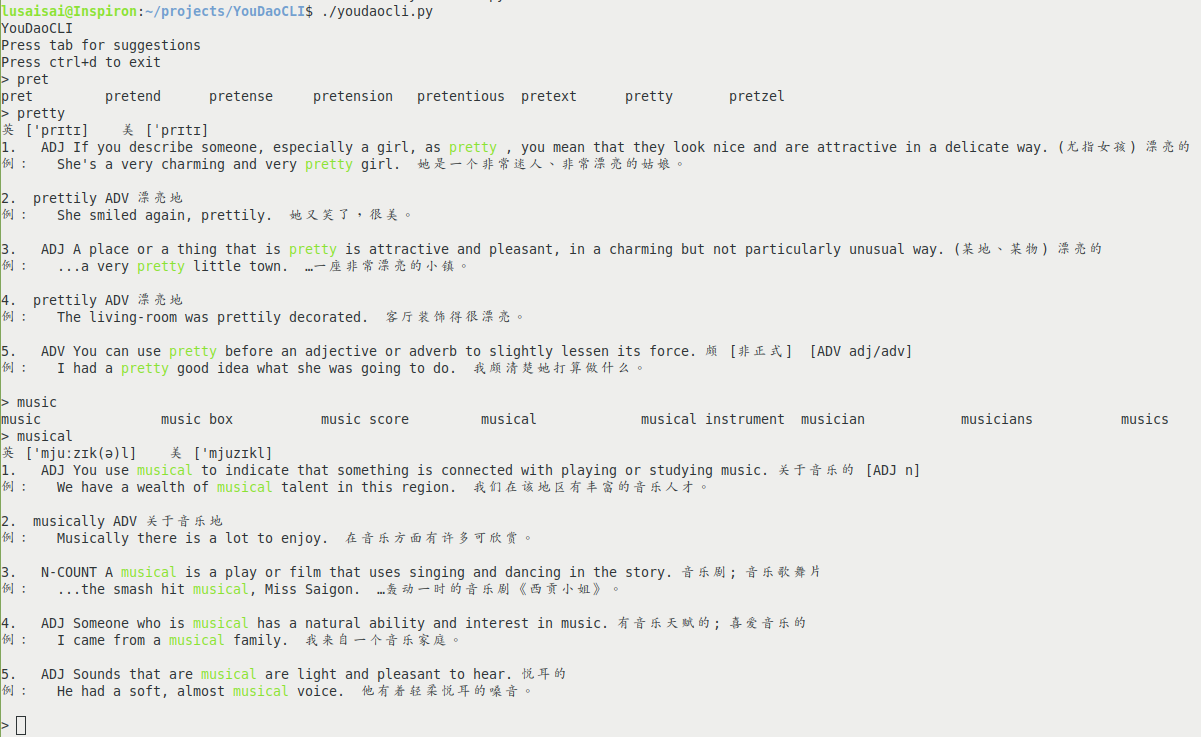 lusaisai@Inspiron:~/projects/YouDaoCLI$ ./youdaocli.py
YouDaoCLI
Press tab for suggestions
Press ctrl+d to exit
> pret
pret pretend pretense pretension pretentious pretext pretty pretzel
> pretty
英 ['prɪtɪ] 美 ['prɪtɪ]
1. ADJ If you describe someone, especially a girl, as pretty , you mean that they look nice and are attractive in a delicate way. (尤指女孩) 漂亮的
例： She's a very charming and very pretty girl. 她是一个非常迷人、非常漂亮的姑娘。
2. prettily ADV 漂亮地
例： She smiled again, prettily. 她又笑了，很美。
3. ADJ A place or a thing that is pretty is attractive and pleasant, in a charming but not particularly unusual way. (某地、某物) 漂亮的
例： ...a very pretty little town. …一座非常漂亮的小镇。
4. prettily ADV 漂亮地
例： The living-room was prettily decorated. 客厅装饰得很漂亮。
5. ADV You can use pretty before an adjective or adverb to slightly lessen its force. 颇 [非正式] [ADV adj/adv]
例： I had a pretty good idea what she was going to do. 我颇清楚她打算做什么。
> music
music music box music score musical musical instrument musician musicians musics
> musical
英 ['mjuːzɪk(ə)l] 美 ['mjuzɪkl]
1. ADJ You use musical to indicate that something is connected with playing or studying music. 关于音乐的 [ADJ n]
例： We have a wealth of musical talent in this region. 我们在该地区有丰富的音乐人才。
2. musically ADV 关于音乐地
例： Musically there is a lot to enjoy. 在音乐方面有许多可欣赏。
3. N-COUNT A musical is a play or film that uses singing and dancing in the story. 音乐剧; 音乐歌舞片
例： ...the smash hit musical, Miss Saigon. …轰动一时的音乐剧《西贡小姐》。
4. ADJ Someone who is musical has a natural ability and interest in music. 有音乐天赋的; 喜爱音乐的
例： I came from a musical family. 我来自一个音乐家庭。
5. ADJ Sounds that are musical are light and pleasant to hear. 悦耳的
例： He had a soft, almost musical voice. 他有着轻柔悦耳的嗓音。
>